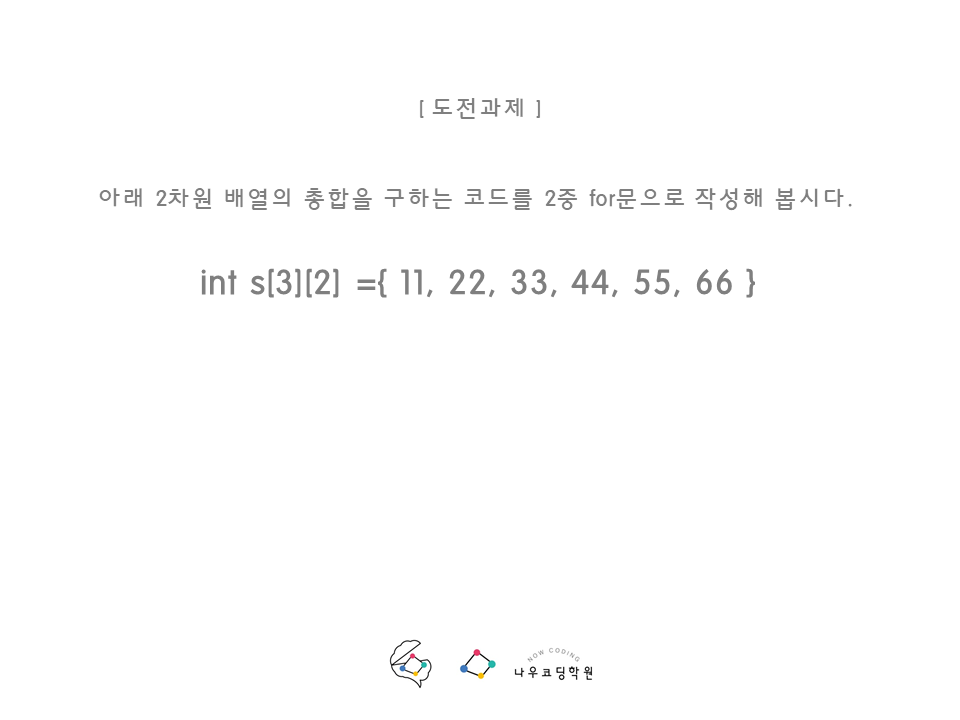 [ 도전과제 ]
아래 2차원 배열의 총합을 구하는 코드를 2중 for문으로 작성해 봅시다.
int s[3][2] ={ 11, 22, 33, 44, 55, 66 }
NOW CODING
나우코딩학원